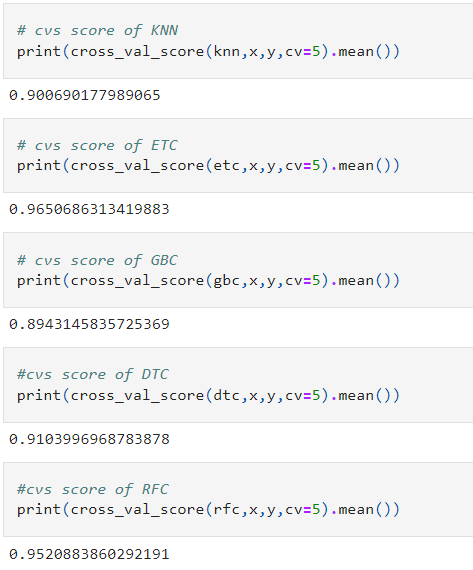 # cvs score of KNN
print(cross_val_score(knn,x,y,cv=5).mean())
0.900690177989065
# cvs score of ETC
print(cross_val_score(etc,x,y,cv=5).mean())
0.9650686313419883
# cvs score of GBC
print(cross_val_score(gbc,x,y,cv=5).mean())
0.8943145835725369
#cvs score of DTC
print(cross_val_score(dtc,x,y,cv=5).mean())
0.9103996968783878
#cvs score of RFC
print(cross_val_score(rfc,x,y,cv=5).mean())
0.9520883860292191